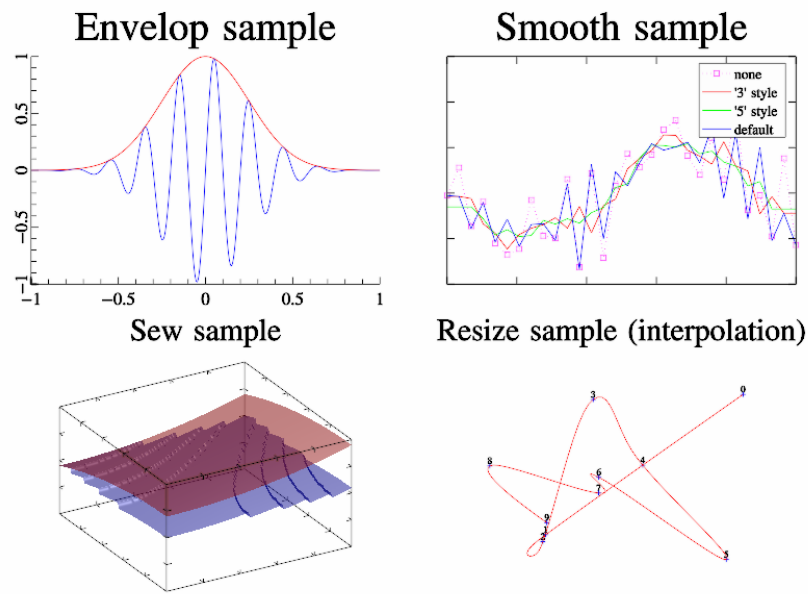 Envelop sample
1
0.5
0
−0.5
−1
−1
−0.5
0
0.5
1
Smooth sample
none
'3' style
'5' style
default
Sew sample
Resize sample (interpolation)
0
3
4
8
6
7
9
1
2
5